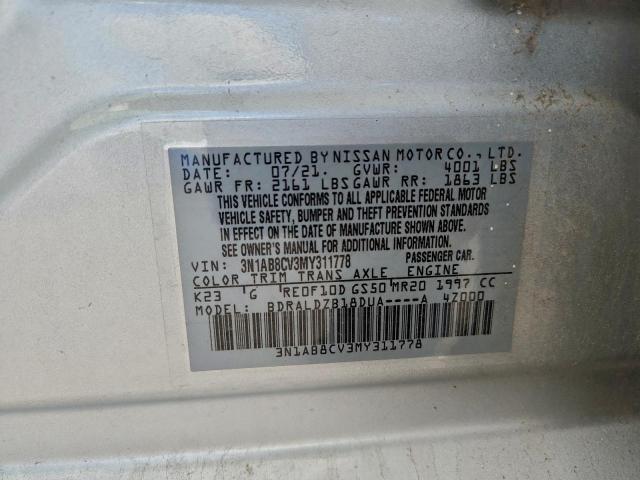 MANUFACTURED BY NISSAN MOTOR CO., LTD.
DATE: 07/21. GVWR: 4001 LBS
GAWR FR: 2161 LBS GAWR RR: 1863 LBS
THIS VEHICLE CONFORMS TO ALL APPLICABLE FEDERAL MOTOR
VEHICLE SAFETY, BUMPER AND THEFT PREVENTION STANDARDS
IN EFFECT ON THE DATE OF MANUFACTURE SHOWN ABOVE.
SEE OWNER'S MANUAL FOR ADDITIONAL INFORMATION.
VIN: 3N1AB8CV3MY311778 PASSENGER CAR.
COLOR TRIM TRANS AXLE ENGINE
K23 G RE0F10D GS50 MR20 1997 CC
MODEL: BDRALDZB18DUA----A 4Z000
3N1AB8CV3MY311778